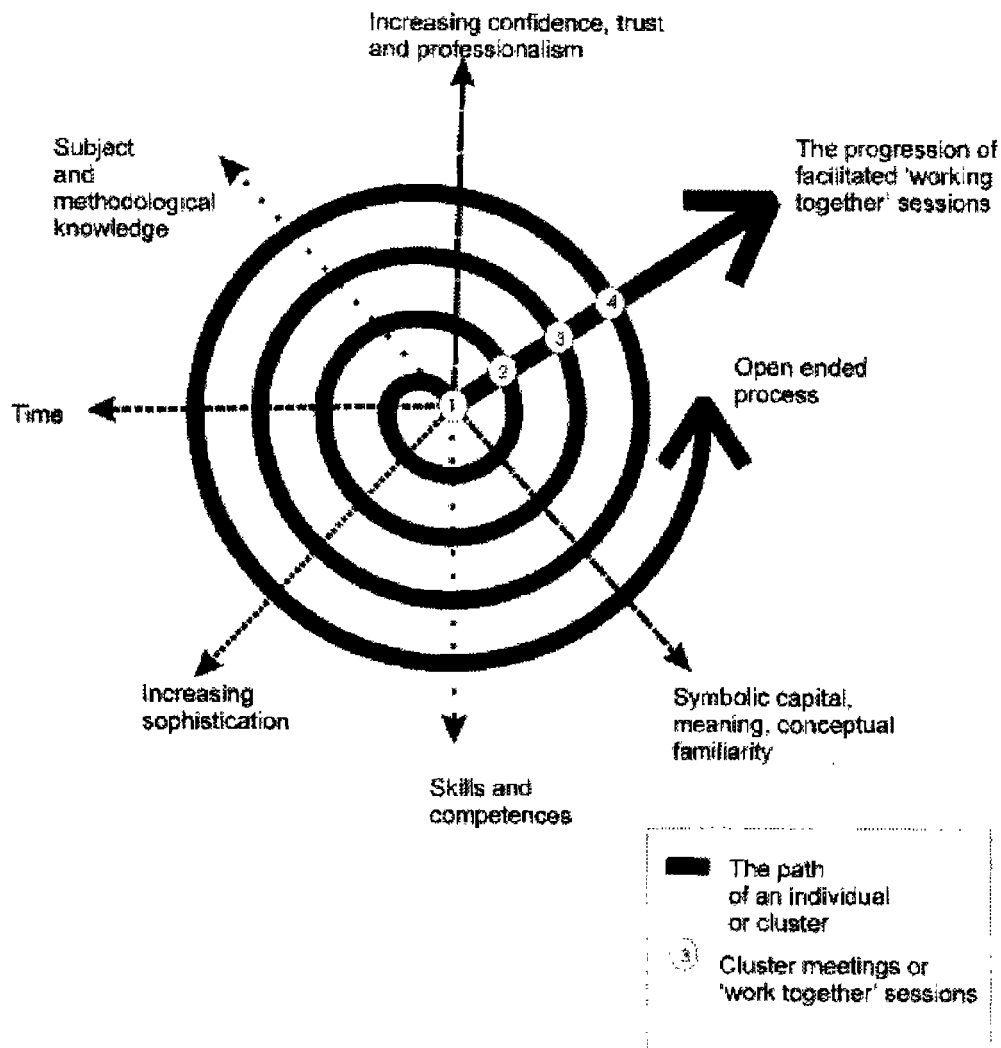 Increasing confidence, trust
and professionalism
Subject
and
methodological
knowledge
The progression of
facilitated 'working
together' sessions
4
3
2
1
Open ended
process
Time
Increasing
sophistication
Symbolic capital,
meaning, conceptual
familiarity
Skills and
competences
The path
of an individual
or cluster
3
Cluster meetings or
'work together' sessions